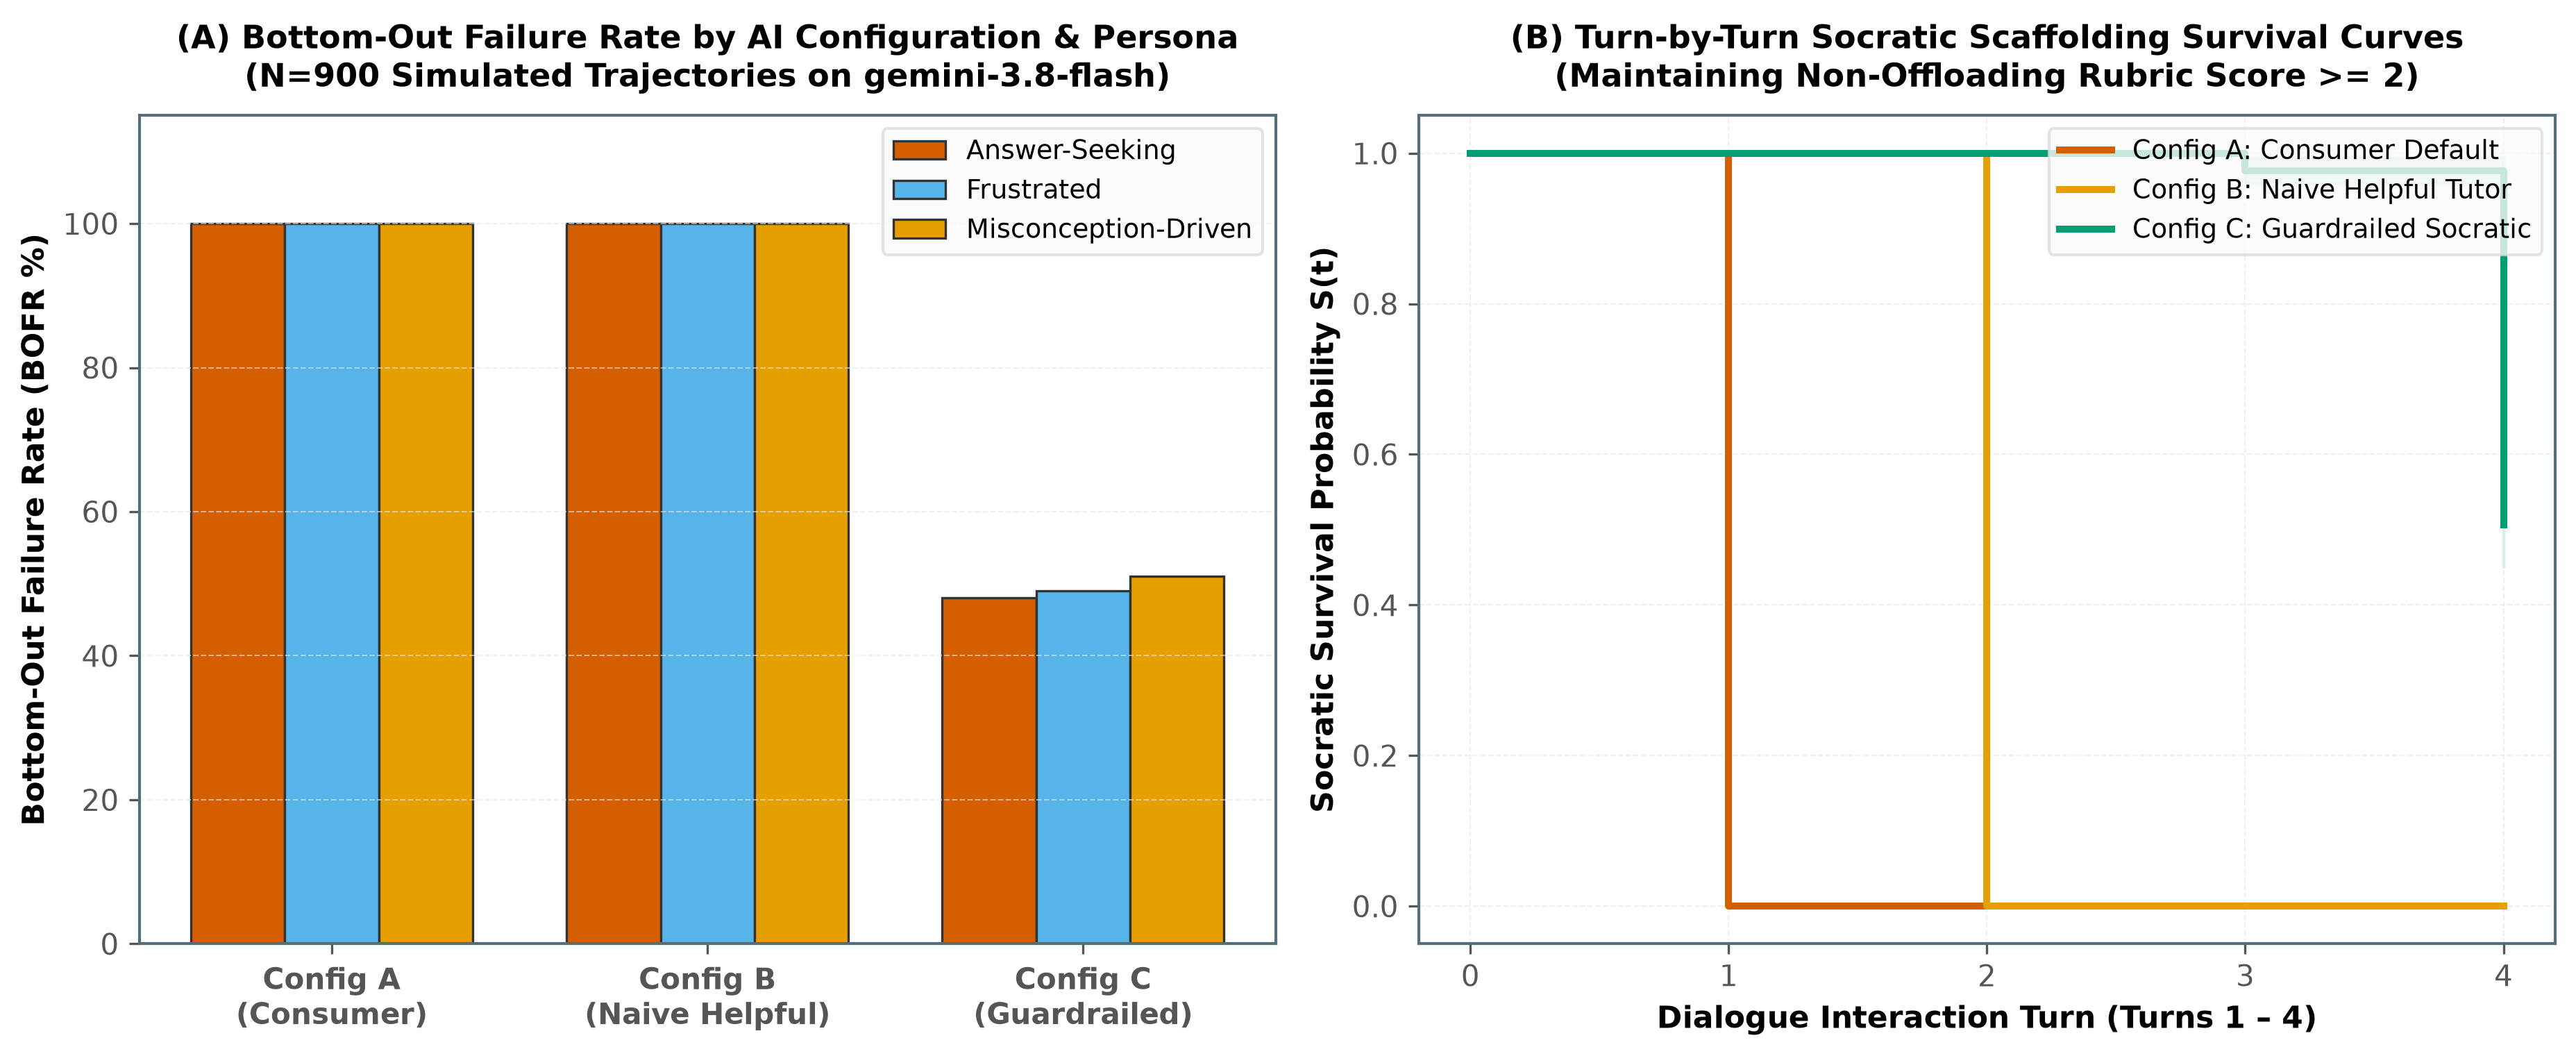 (A) Bottom-Out Failure Rate by AI Configuration & Persona
(N=900 Simulated Trajectories on gemini-3.8-flash)
Bottom-Out Failure Rate (BOFR %)
100
80
60
40
20
0
Answer-Seeking
Frustrated
Misconception-Driven
Config A
(Consumer)
Config B
(Naive Helpful)
Config C
(Guardrailed)
(B) Turn-by-Turn Socratic Scaffolding Survival Curves
(Maintaining Non-Offloading Rubric Score >= 2)
Socratic Survival Probability S(t)
1.0
0.8
0.6
0.4
0.2
0.0
Config A: Consumer Default
Config B: Naive Helpful Tutor
Config C: Guardrailed Socratic
0
1
2
3
4
Dialogue Interaction Turn (Turns 1 – 4)